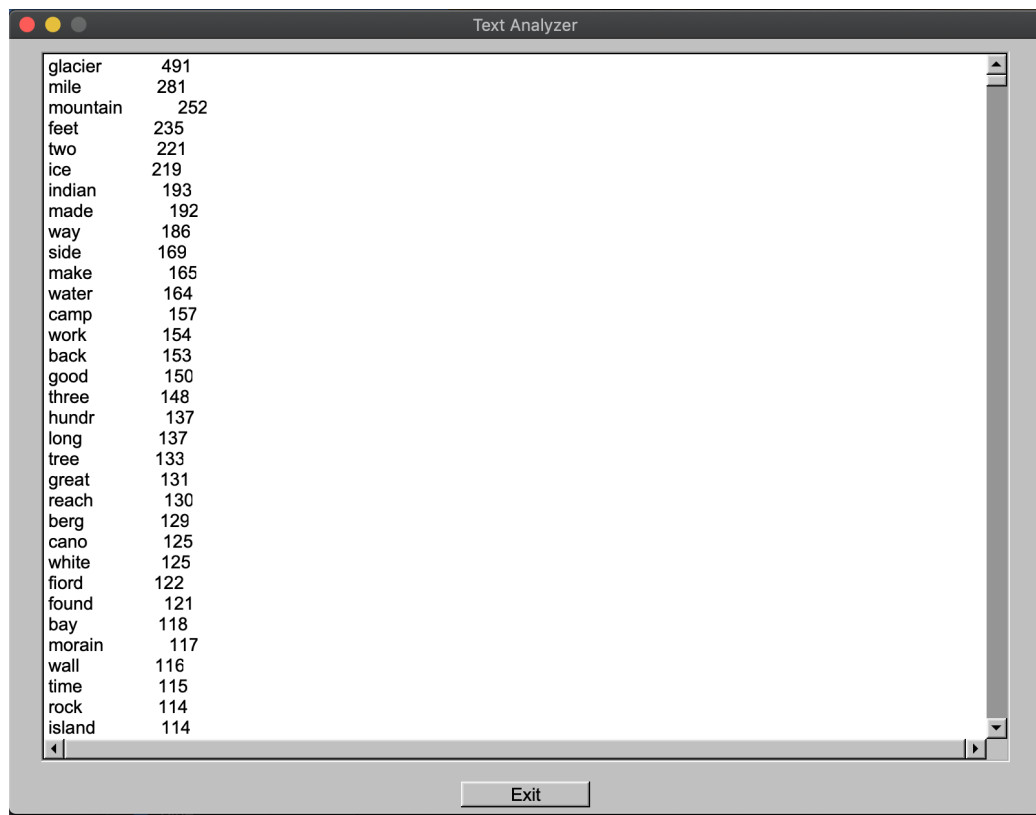 Text Analyzer
glacier 491
mile 281
mountain 252
feet 235
two 221
ice 219
indian 193
made 192
way 186
side 169
make 165
water 164
camp 157
work 154
back 153
good 150
three 148
hundr 137
long 137
tree 133
great 131
reach 130
berg 129
cano 125
white 125
fiord 122
found 121
bay 118
morain 117
wall 116
time 115
rock 114
island 114
Exit